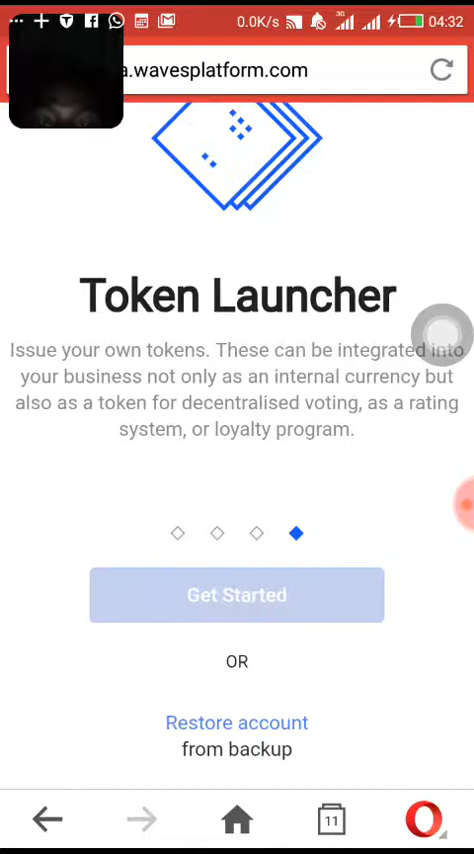 0.0K/s 3G 04:32
a.wavesplatform.com
Token Launcher
Issue your own tokens. These can be integrated into
your business not only as an internal currency but
also as a token for decentralised voting, as a rating
system, or loyalty program.
Get Started
OR
Restore account
from backup
11